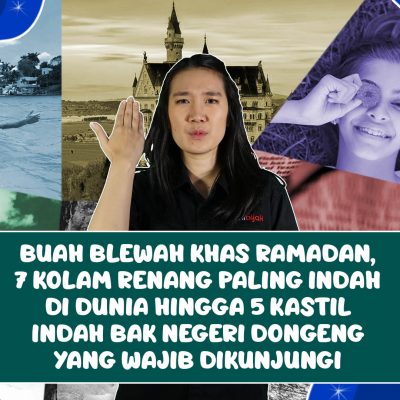 BUAH BLEWAH KHAS RAMADAN,
7 KOLAM RENANG PALING INDAH
DI DUNIA HINGGA 5 KASTIL
INDAH BAK NEGERI DONGENG
YANG WAJIB DIKUNJUNGI